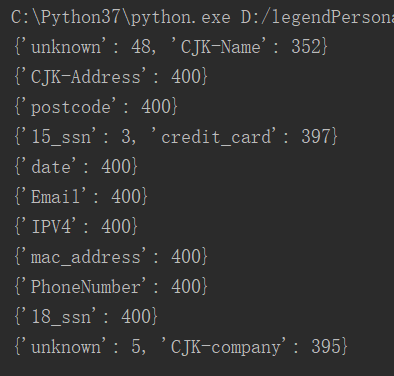 C:\Python37\python.exe D:/legendPersona
{'unknown': 48, 'CJK-Name': 352}
{'CJK-Address': 400}
{'postcode': 400}
{'15_ssn': 3, 'credit_card': 397}
{'date': 400}
{'Email': 400}
{'IPV4': 400}
{'mac_address': 400}
{'PhoneNumber': 400}
{'18_ssn': 400}
{'unknown': 5, 'CJK-company': 395}